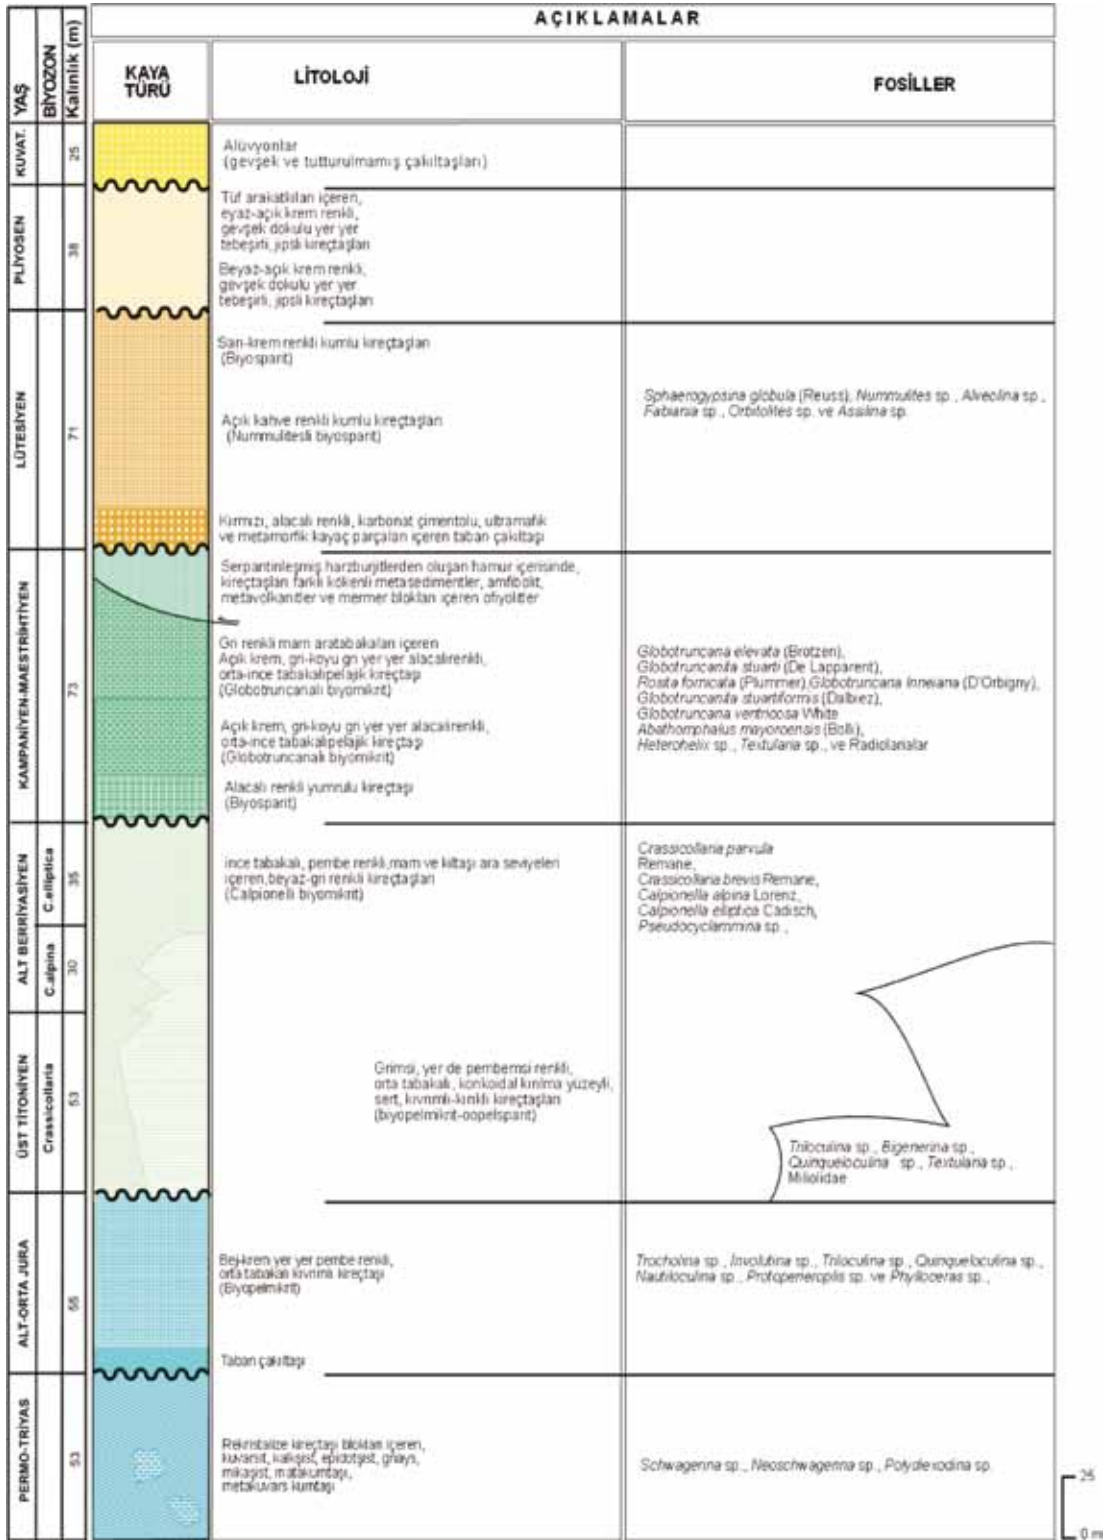 AÇIKLAMALAR
YAŞ
BİYOZON
Kalınlık (m)
KAYA
TÜRÜ
LİTOLOJİ
FOSİLLER
KUVAT.
25
Alüvyonlar
(gevşek ve tutturulmamış çakıltaşları)
PLİYOSEN
38
Tüf arakatkıları içeren,
eyaz-açık krem renkli,
gevşek dokulu yer yer
tebeşirli, jipsli kireçtaşları
Beyaz-açık krem renkli,
gevşek dokulu yer yer
tebeşirli, jipsli kireçtaşları
LÜTESİYEN
71
Sarı-krem renkli kumlu kireçtaşları
(Biyosparit)
Açık kahve renkli kumlu kireçtaşları
(Nummulitesli biyosparit)
Kırmızı, alacalı renkli, karbonat çimentolu, ultramafik
ve metamorfik kayaç parçaları içeren taban çakıltaşı
Sphaerogypsina globula (Reuss), Nummulites sp., Alveolina sp.,
Fabiania sp., Orbitolites sp. ve Assilina sp.
KAMPANİYEN-MAESTRİHTİYEN
73
Serpantinleşmiş harzburjitlerden oluşan hamur içerisinde,
kireçtaşları farklı kökenli metasedimentler, amfibolit,
metavolkanitler ve mermer blokları içeren ofiyolitler
Gri renkli marn aratabakaları içeren
Açık krem, gri-koyu gri yer yer alacalırenkli,
orta-ince tabakalıpelajik kireçtaşı
(Globotruncanalı biyomikrit)
Açık krem, gri-koyu gri yer yer alacalırenkli,
orta-ince tabakalıpelajik kireçtaşı
(Globotruncanalı biyomikrit)
Alacalı renkli yumrulu kireçtaşı
(Biyosparit)
Globotruncana elevata (Brotzen),
Globotruncanita stuarti (De Lapparent),
Rosita fornicata (Plummer),Globotruncana linneiana (D'Orbigny),
Globotruncanita stuartiformis (Dalbiez),
Globotruncana ventricosa White
Abathomphalus mayoroensis (Bolli),
Heterohelix sp., Textularia sp., ve Radiolarialar
ALT BERRİYASİYEN
C.elliptica
35
C.alpina
30
ince tabakalı, pembe renkli,marn ve kiltaşı ara seviyeleri
içeren,beyaz-gri renkli kireçtaşları
(Calpionelli biyomikrit)
Crassicollaria parvula
Remane,
Crassicollaria brevis Remane,
Calpionella alpina Lorenz,
Calpionella elliptica Cadisch,
Pseudocyclammina sp.,
ÜST TİTONİYEN
Crassicollaria
53
Grimsi, yer de pembemsi renkli,
orta tabakalı, konkoidal kırılma yüzeyli,
sert, kıvrımlı-kırıklı kireçtaşları
(biyopelmikrit-oopelsparit)
Triloculina sp., Bigenerina sp.,
Quinqueloculina sp., Textularia sp.,
Miliolidae
ALT-ORTA JURA
55
Bej-krem yer yer pembe renkli,
orta tabakalı kıvrımlı kireçtaşı
(Biyopelmikrit)
Taban çakıltaşı
Trocholina sp., Involutina sp., Triloculina sp., Quinqueloculina sp.,
Nautiloculina sp., Protopeneroplis sp. ve Phylloceras sp.,
PERMO-TRİYAS
53
Rekristalize kireçtaşı blokları içeren,
kuvarsit, kalkşist, epidotşist, gnays,
mikaşist, matakumtaşı,
metakuvars kumtaşı
Schwagerina sp., Neoschwagerina sp., Polydiexodina sp.
25
0 m